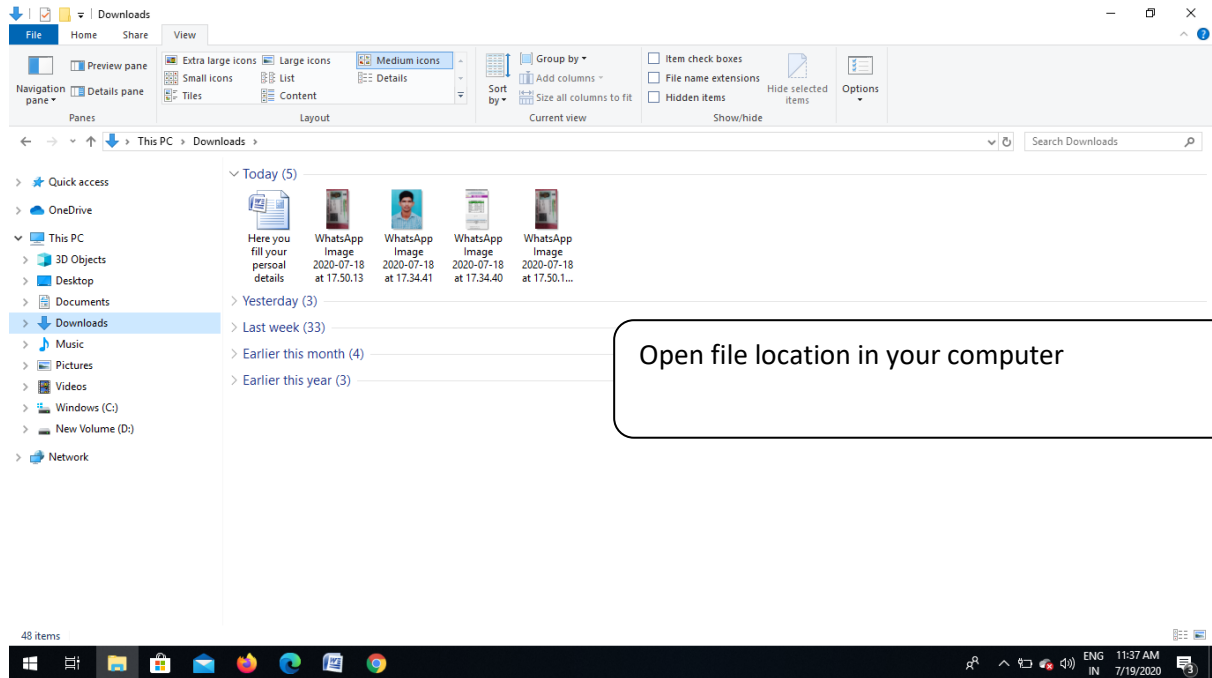 Downloads
File Home Share View
Navigation pane
Preview pane
Details pane
Panes
Extra large icons Large icons Medium icons
Small icons List Details
Tiles Content
Layout
Sort by
Group by
Add columns
Size all columns to fit
Current view
Item check boxes
File name extensions
Hidden items
Hide selected items
Show/hide
Options
This PC > Downloads >
Search Downloads
Quick access
OneDrive
This PC
3D Objects
Desktop
Documents
Downloads
Music
Pictures
Videos
Windows (C:)
New Volume (D:)
Network
Today (5)
Here you
fill your
persoal
details
WhatsApp
Image
2020-07-18
at 17.50.13
WhatsApp
Image
2020-07-18
at 17.34.41
WhatsApp
Image
2020-07-18
at 17.34.40
WhatsApp
Image
2020-07-18
at 17.50.1...
Yesterday (3)
Last week (33)
Earlier this month (4)
Earlier this year (3)
Open file location in your computer
48 items
ENG
IN
11:37 AM
7/19/2020
3